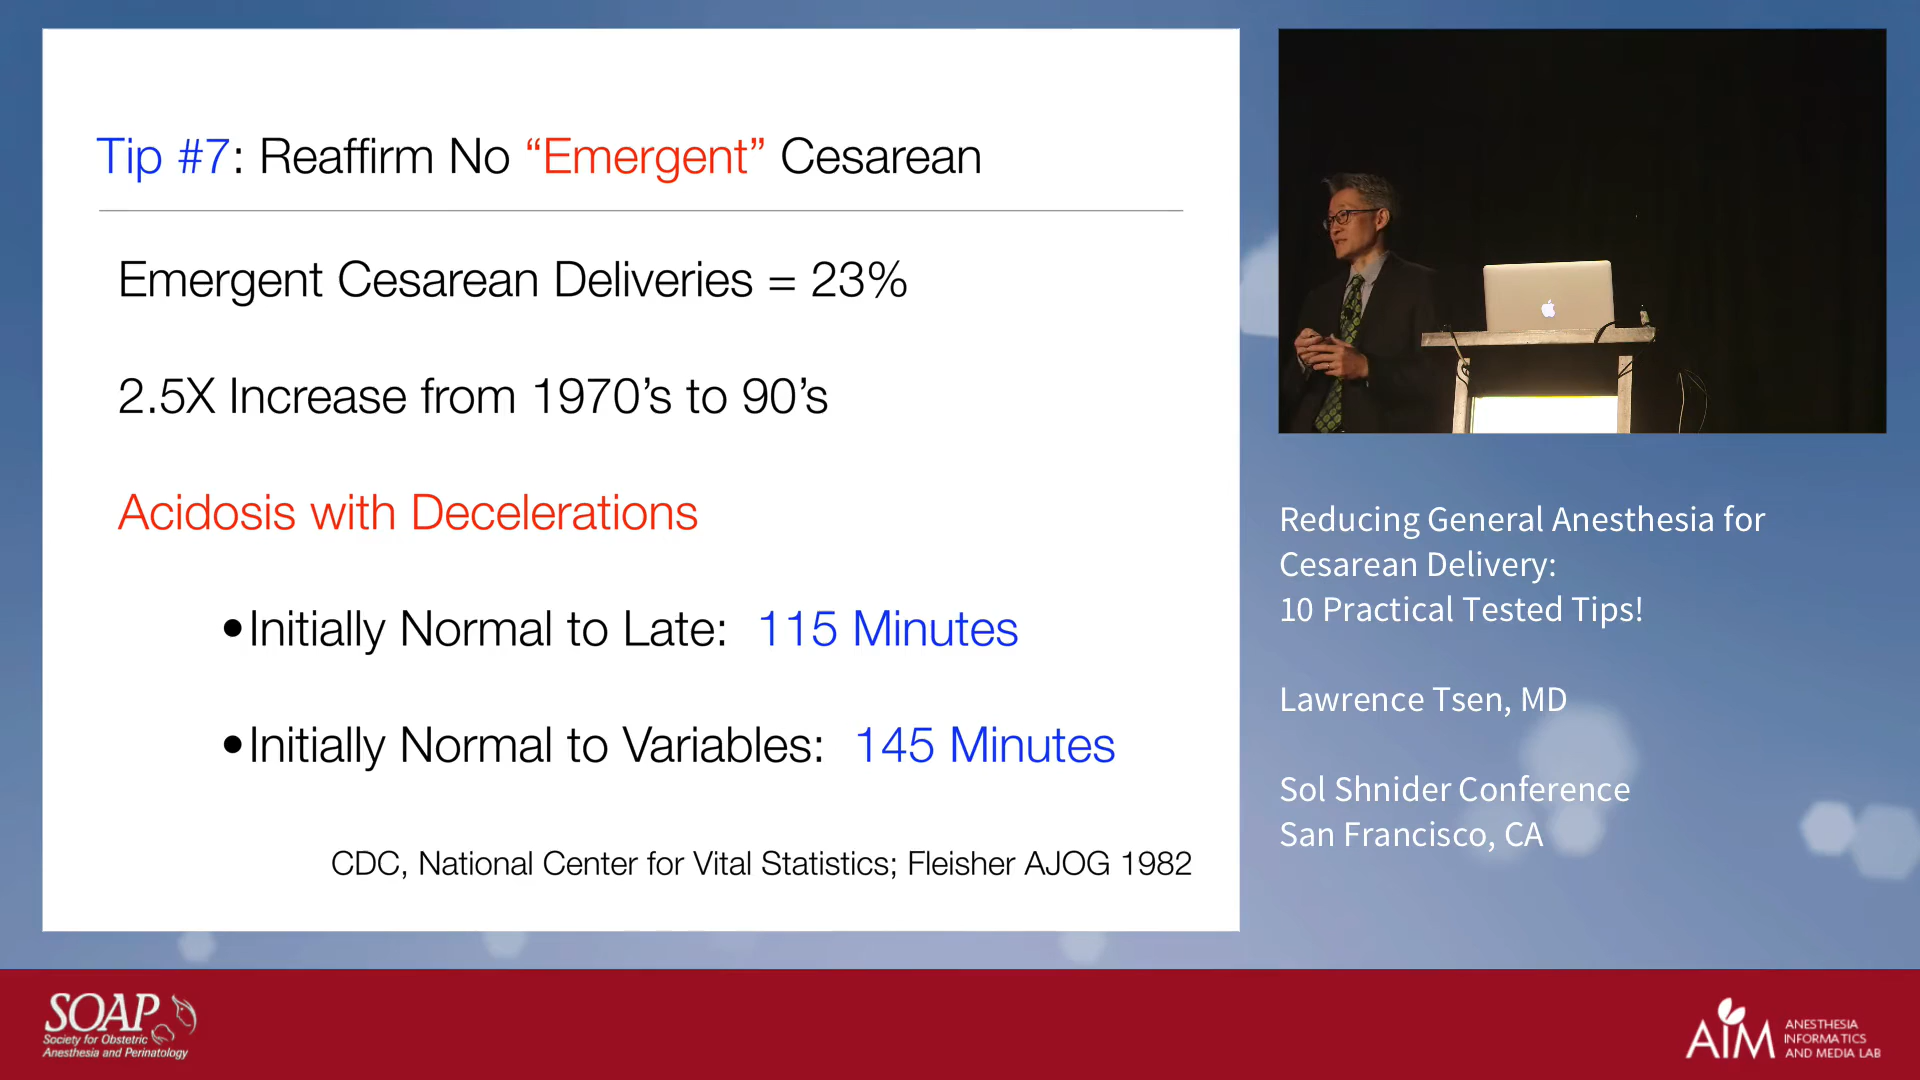 Tip #7: Reaffirm No “Emergent” Cesarean
Emergent Cesarean Deliveries = 23%
2.5X Increase from 1970’s to 90’s
Acidosis with Decelerations
•Initially Normal to Late: 115 Minutes
•Initially Normal to Variables: 145 Minutes
CDC, National Center for Vital Statistics; Fleisher AJOG 1982
Reducing General Anesthesia for
Cesarean Delivery:
10 Practical Tested Tips!
Lawrence Tsen, MD
Sol Shnider Conference
San Francisco, CA
SOAP
Society for Obstetric
Anesthesia and Perinatology
AIM
ANESTHESIA
INFORMATICS
AND MEDIA LAB